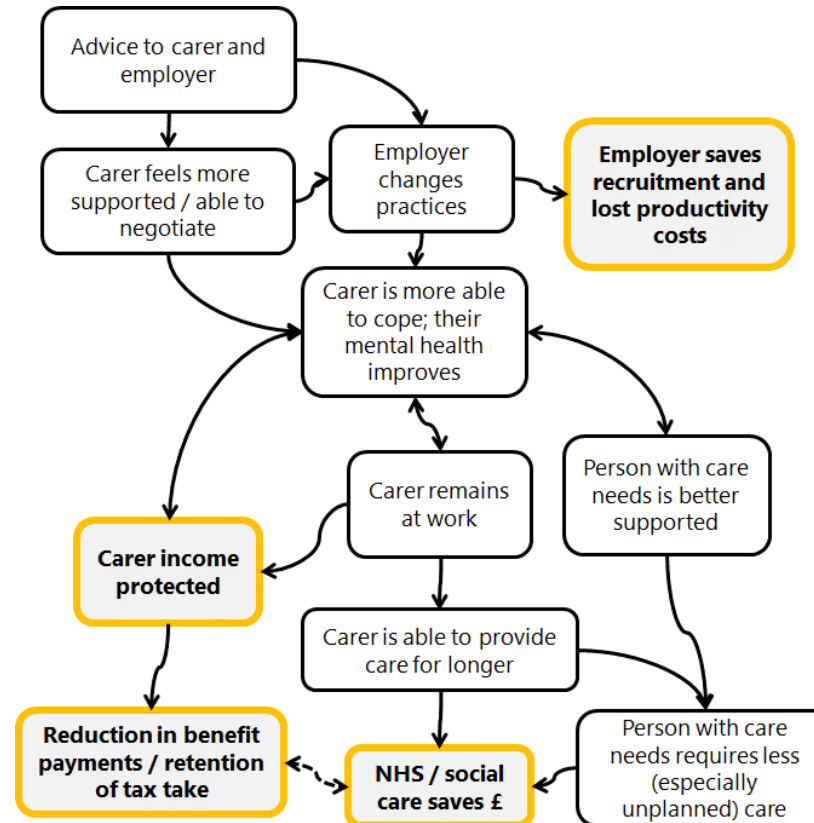 Advice to carer and
employer
Carer feels more
supported / able to
negotiate
Employer
changes
practices
Employer saves
recruitment and
lost productivity
costs
Carer is more able
to cope; their
mental health
improves
Carer remains
at work
Person with care
needs is better
supported
Carer income
protected
Carer is able to provide
care for longer
Reduction in benefit
payments / retention
of tax take
NHS / social
care saves £
Person with care
needs requires less
(especially
unplanned) care